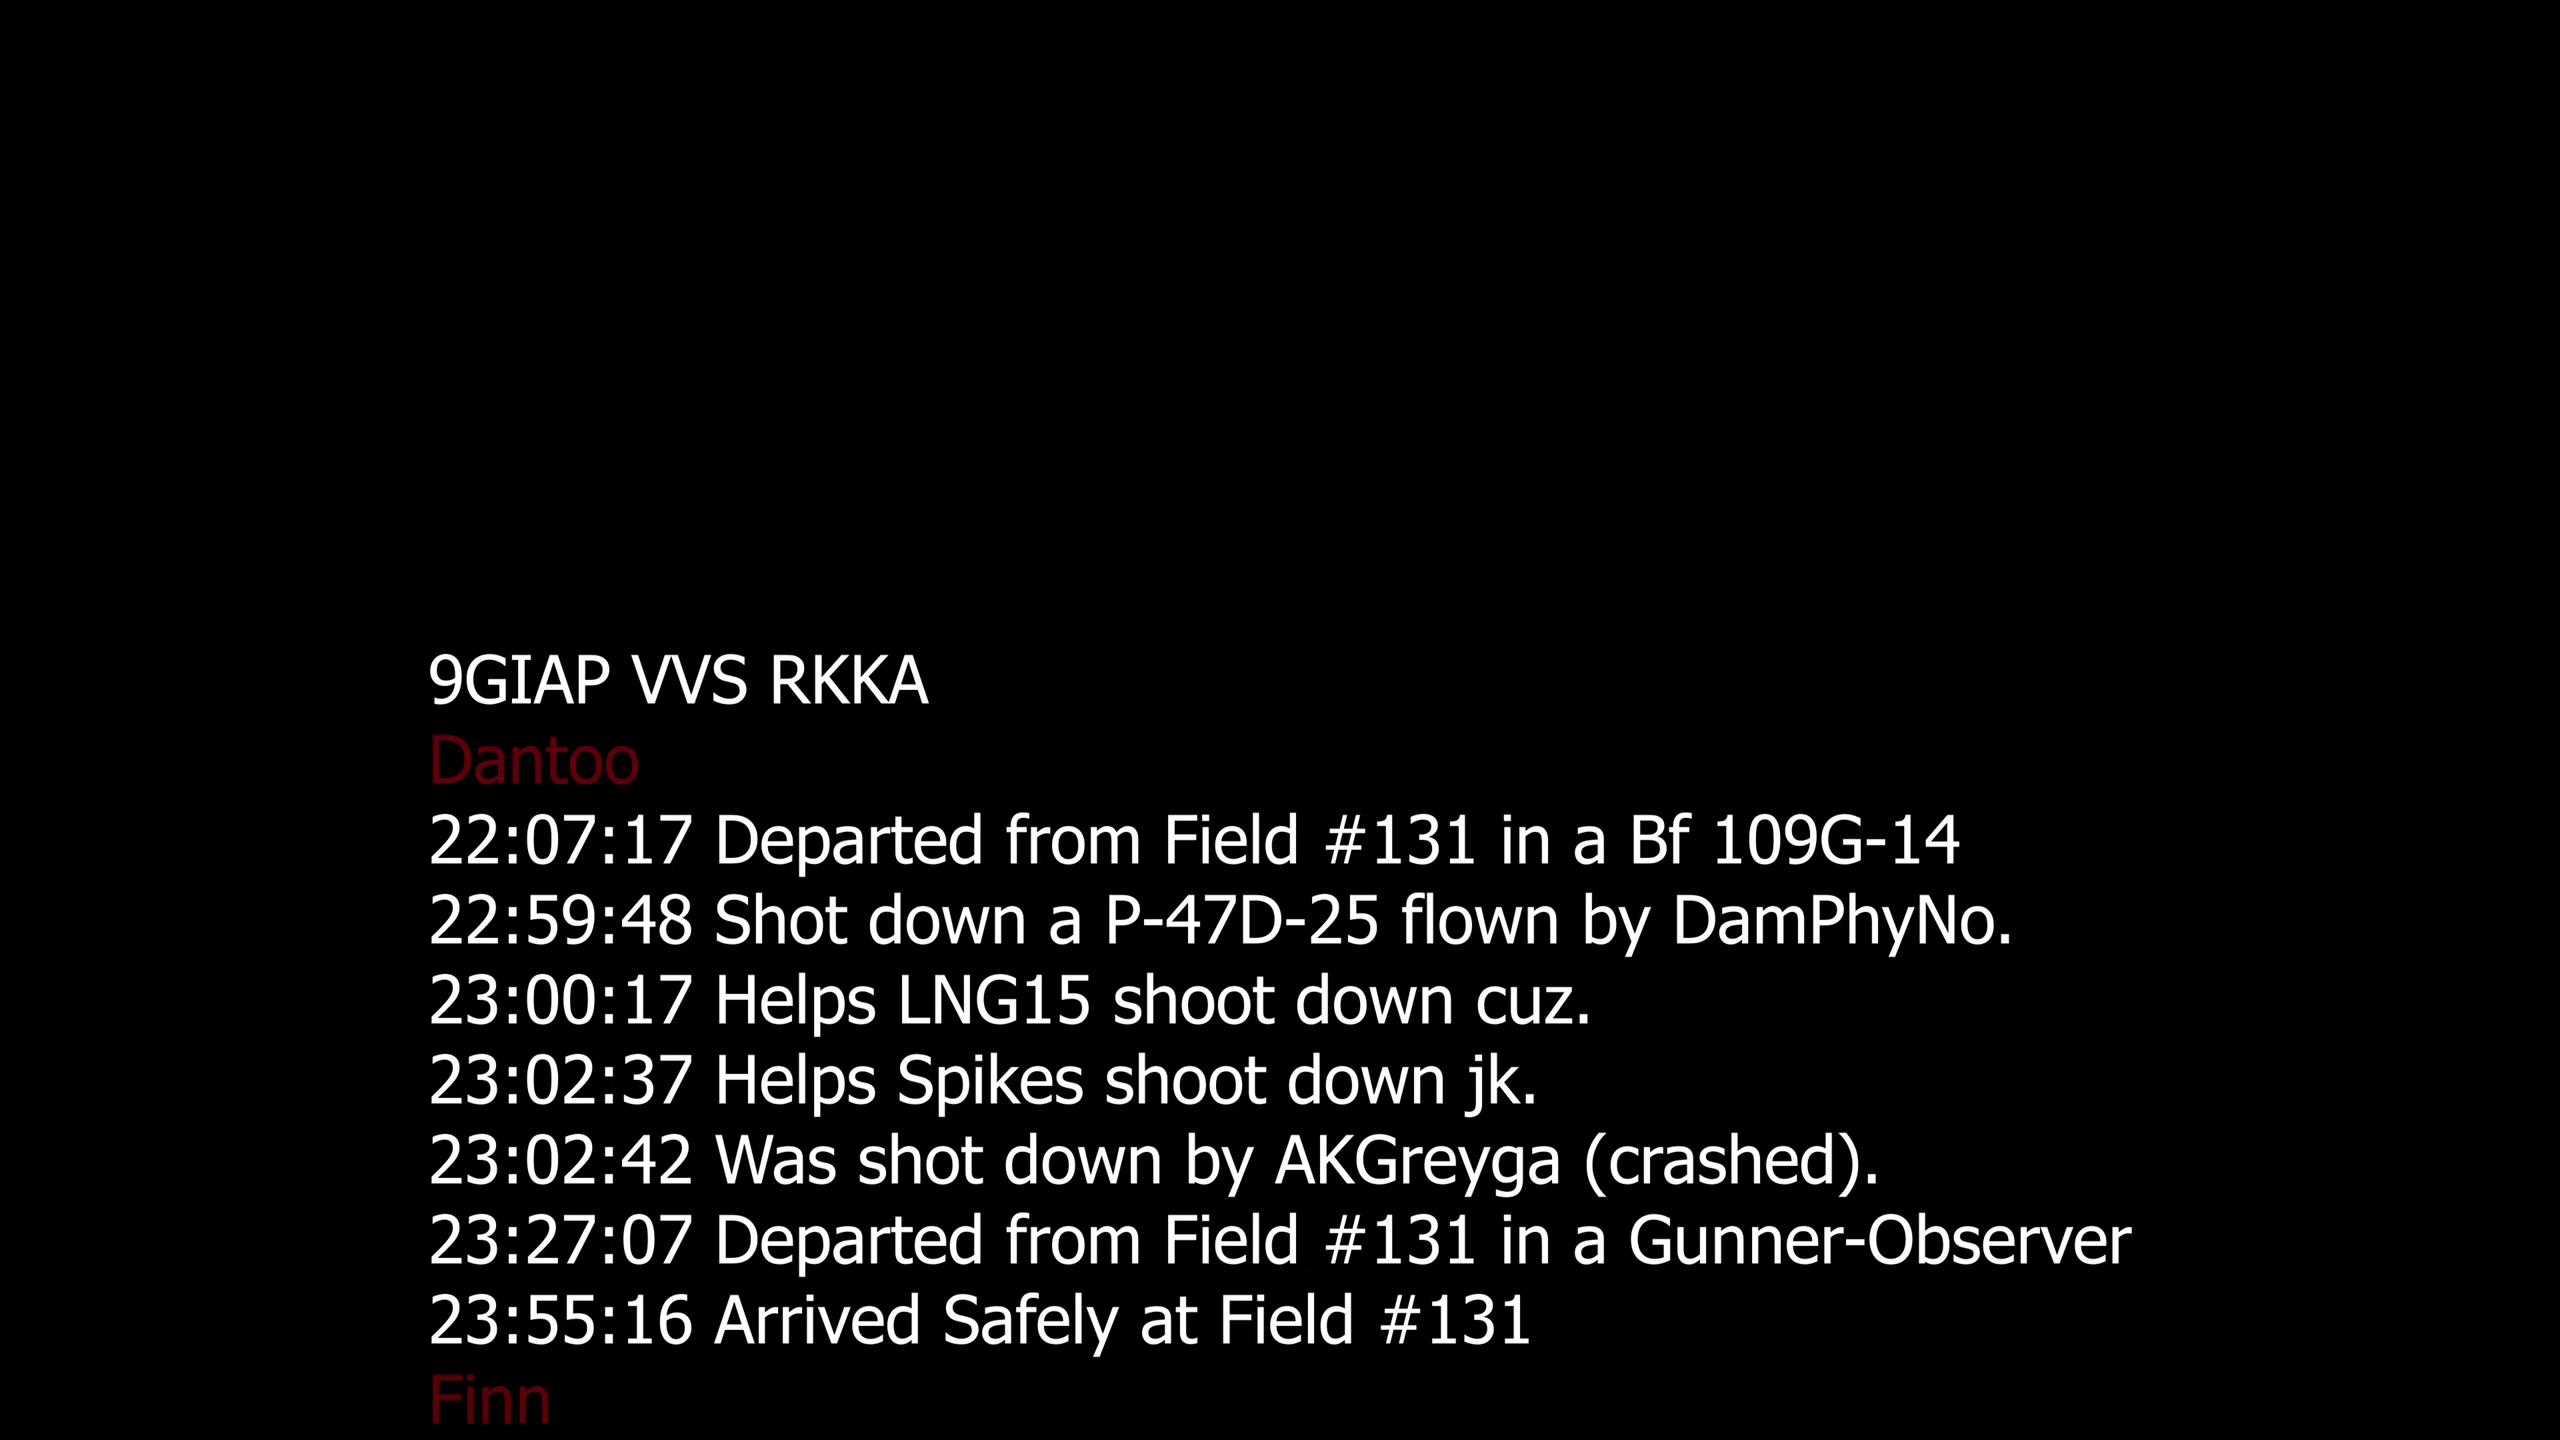 9GIAP VVS RKKA
Dantoo
22:07:17 Departed from Field #131 in a Bf 109G-14
22:59:48 Shot down a P-47D-25 flown by DamPhyNo.
23:00:17 Helps LNG15 shoot down cuz.
23:02:37 Helps Spikes shoot down jk.
23:02:42 Was shot down by AKGreyga (crashed).
23:27:07 Departed from Field #131 in a Gunner-Observer
23:55:16 Arrived Safely at Field #131
Finn